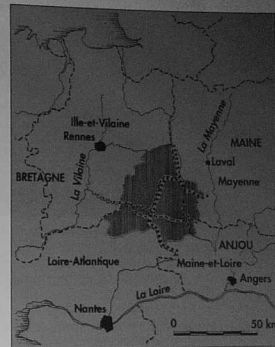 Ille-et-Vilaine
Rennes
La Vilaine
BRETAGNE
La Mayenne
MAINE
Laval
Mayenne
ANJOU
Loire-Atlantique
Maine-et-Loire
Angers
La Loire
Nantes
0 50 km